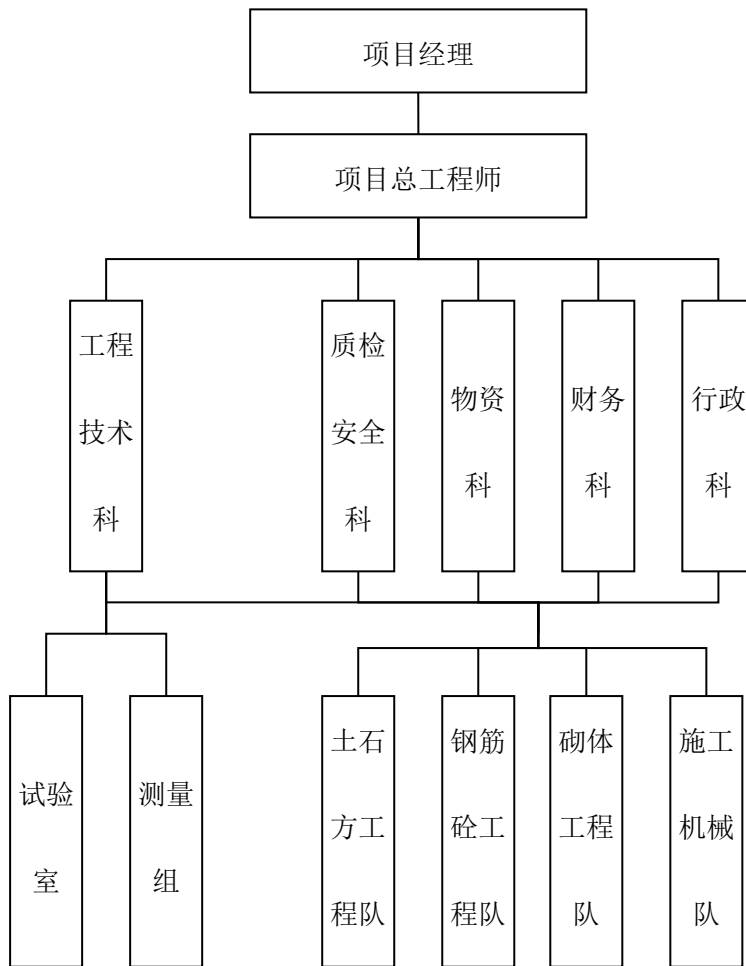 项目经理
项目总工程师
工程
技术
科
质检
安全
科
物资
科
财务
科
行政
科
试验
室
测量
组
土石
方工
程队
钢筋
砼工
程队
砌体
工程
队
施工
机械
队